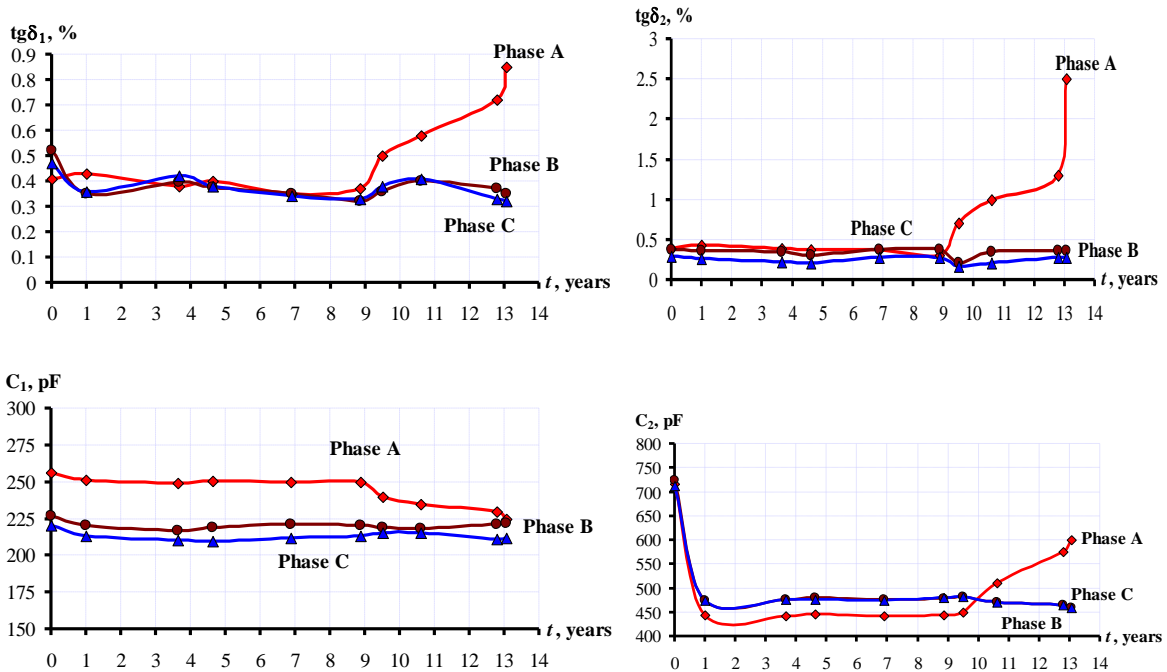 tgδ1, %
0.9
0.8
0.7
0.6
0.5
0.4
0.3
0.2
0.1
0
Phase A
Phase B
Phase C
t, years
0 1 2 3 4 5 6 7 8 9 10 11 12 13 14
tgδ2, %
3
2.5
2
1.5
1
0.5
0
Phase A
Phase C
Phase B
t, years
0 1 2 3 4 5 6 7 8 9 10 11 12 13 14
C1, pF
300
275
250
225
200
175
150
Phase A
Phase B
Phase C
t, years
0 1 2 3 4 5 6 7 8 9 10 11 12 13 14
C2, pF
800
750
700
650
600
550
500
450
400
Phase A
Phase C
Phase B
t, years
0 1 2 3 4 5 6 7 8 9 10 11 12 13 14